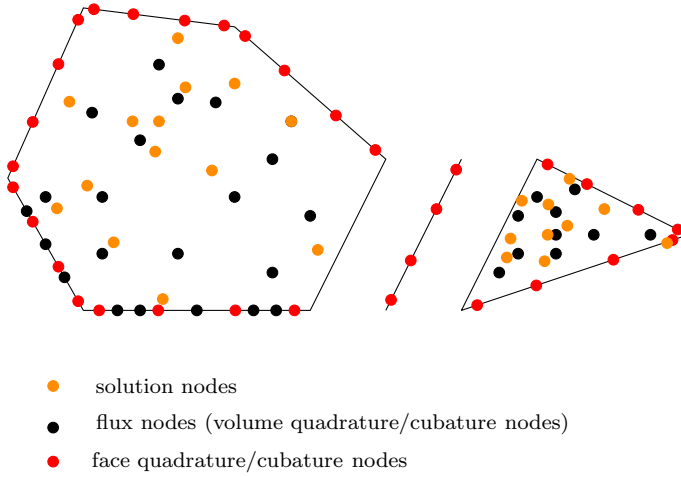 solution nodes
flux nodes (volume quadrature/cubature nodes)
face quadrature/cubature nodes